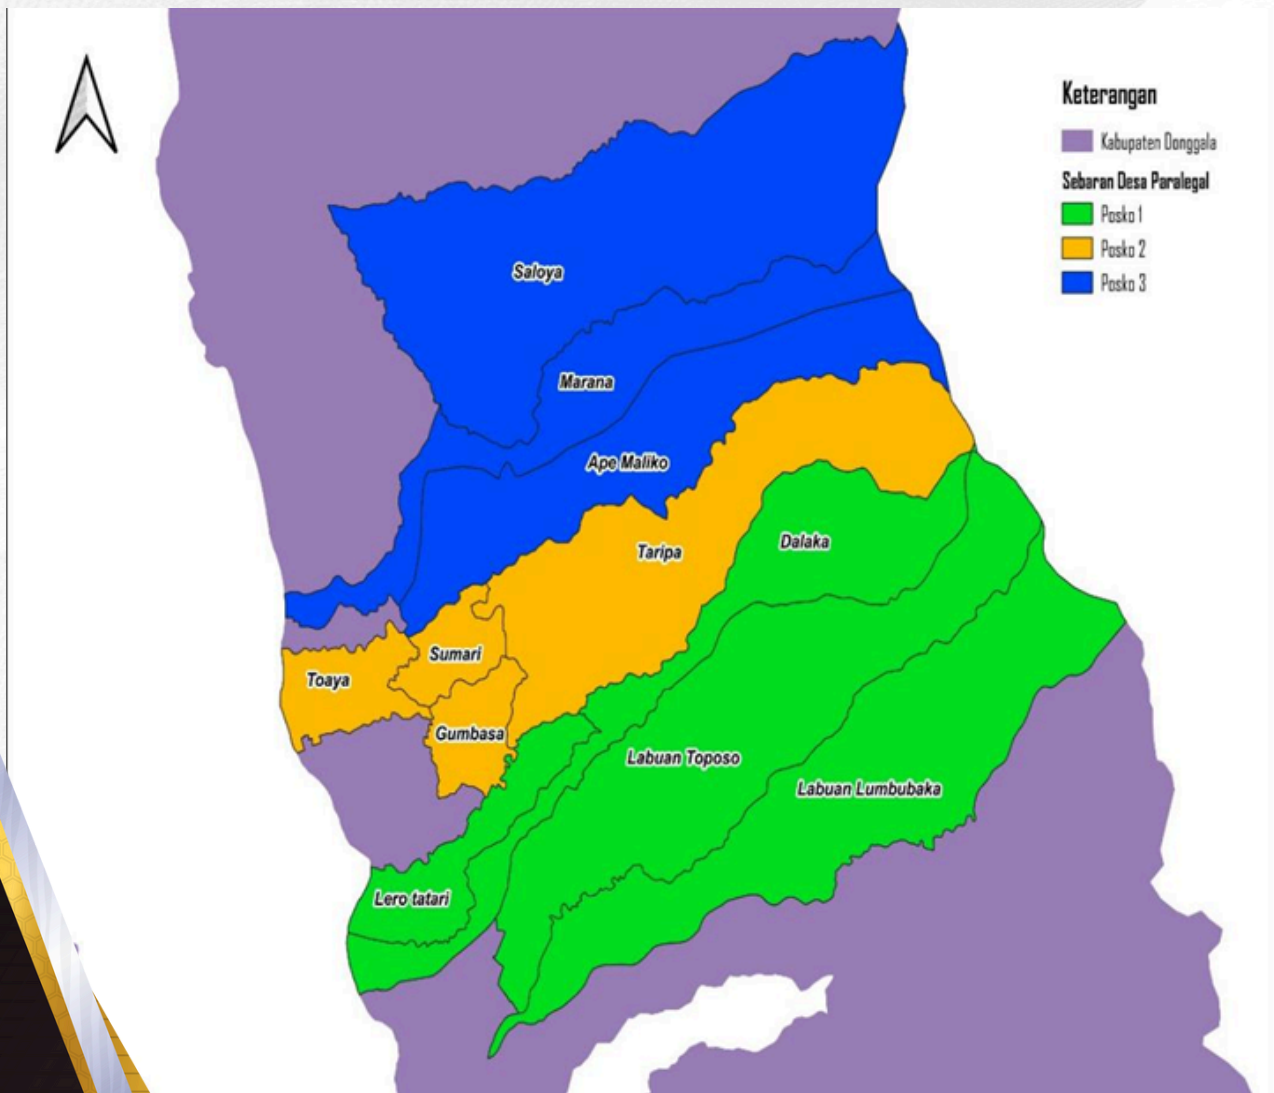 Keterangan
Kabupaten Donggala
Sebaran Desa Paralegal
Posko 1
Posko 2
Posko 3
Saloya
Marana
Ape Maliko
Taripa
Dalaka
Sumari
Toaya
Gumbasa
Labuan Toposo
Labuan Lumbubaka
Lero tatari